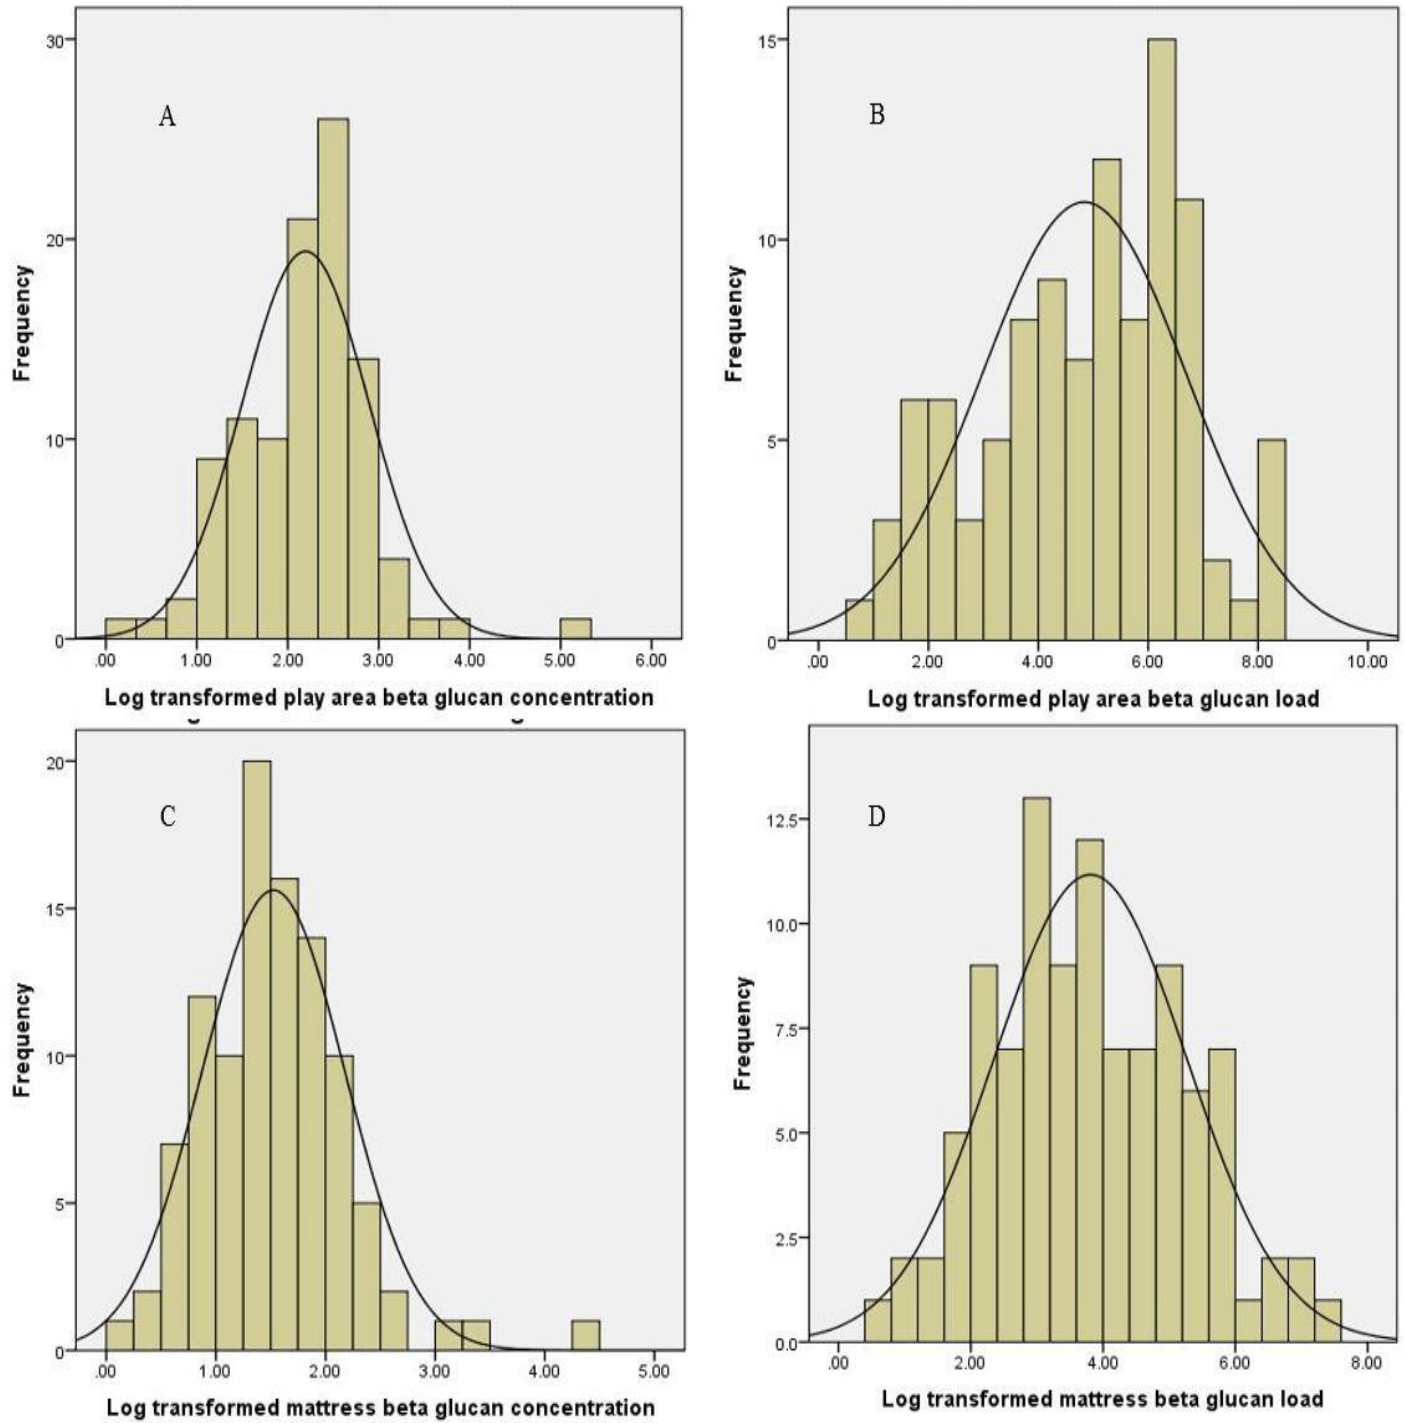 30
20
10
0
Frequency
A
.00 1.00 2.00 3.00 4.00 5.00 6.00
Log transformed play area beta glucan concentration
15
10
5
0
Frequency
B
.00 2.00 4.00 6.00 8.00 10.00
Log transformed play area beta glucan load
20
15
10
5
0
Frequency
C
.00 1.00 2.00 3.00 4.00 5.00
Log transformed mattress beta glucan concentration
12.5
10.0
7.5
5.0
2.5
0.0
Frequency
D
.00 2.00 4.00 6.00 8.00
Log transformed mattress beta glucan load